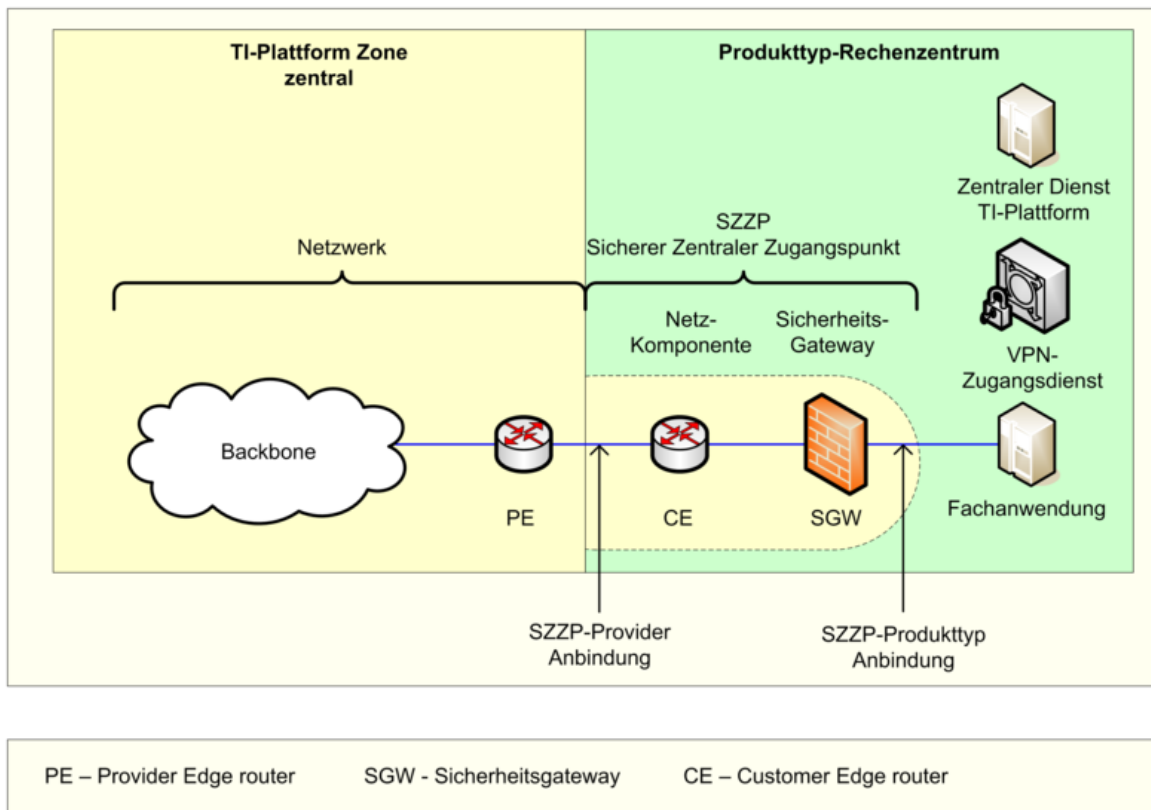 TI-Plattform Zone
zentral
Produkttyp-Rechenzentrum
Zentraler Dienst
TI-Plattform
SZZP
Sicherer Zentraler Zugangspunkt
Netzwerk
Netz-
Komponente
Sicherheits-
Gateway
VPN-
Zugangsdienst
Backbone
PE
CE
SGW
Fachanwendung
SZZP-Provider
Anbindung
SZZP-Produkttyp
Anbindung
PE – Provider Edge router
SGW - Sicherheitsgateway
CE – Customer Edge router